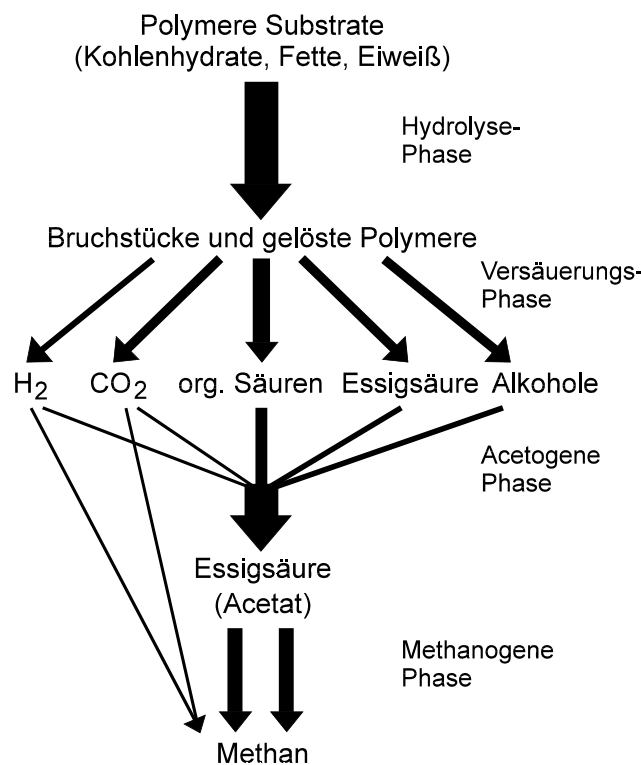 Polymere Substrate
(Kohlenhydrate, Fette, Eiweiß)
Hydrolyse-
Phase
Bruchstücke und gelöste Polymere
Versäuerungs-
Phase
H2 CO2 org. Säuren Essigsäure Alkohole
Acetogene
Phase
Essigsäure
(Acetat)
Methanogene
Phase
Methan